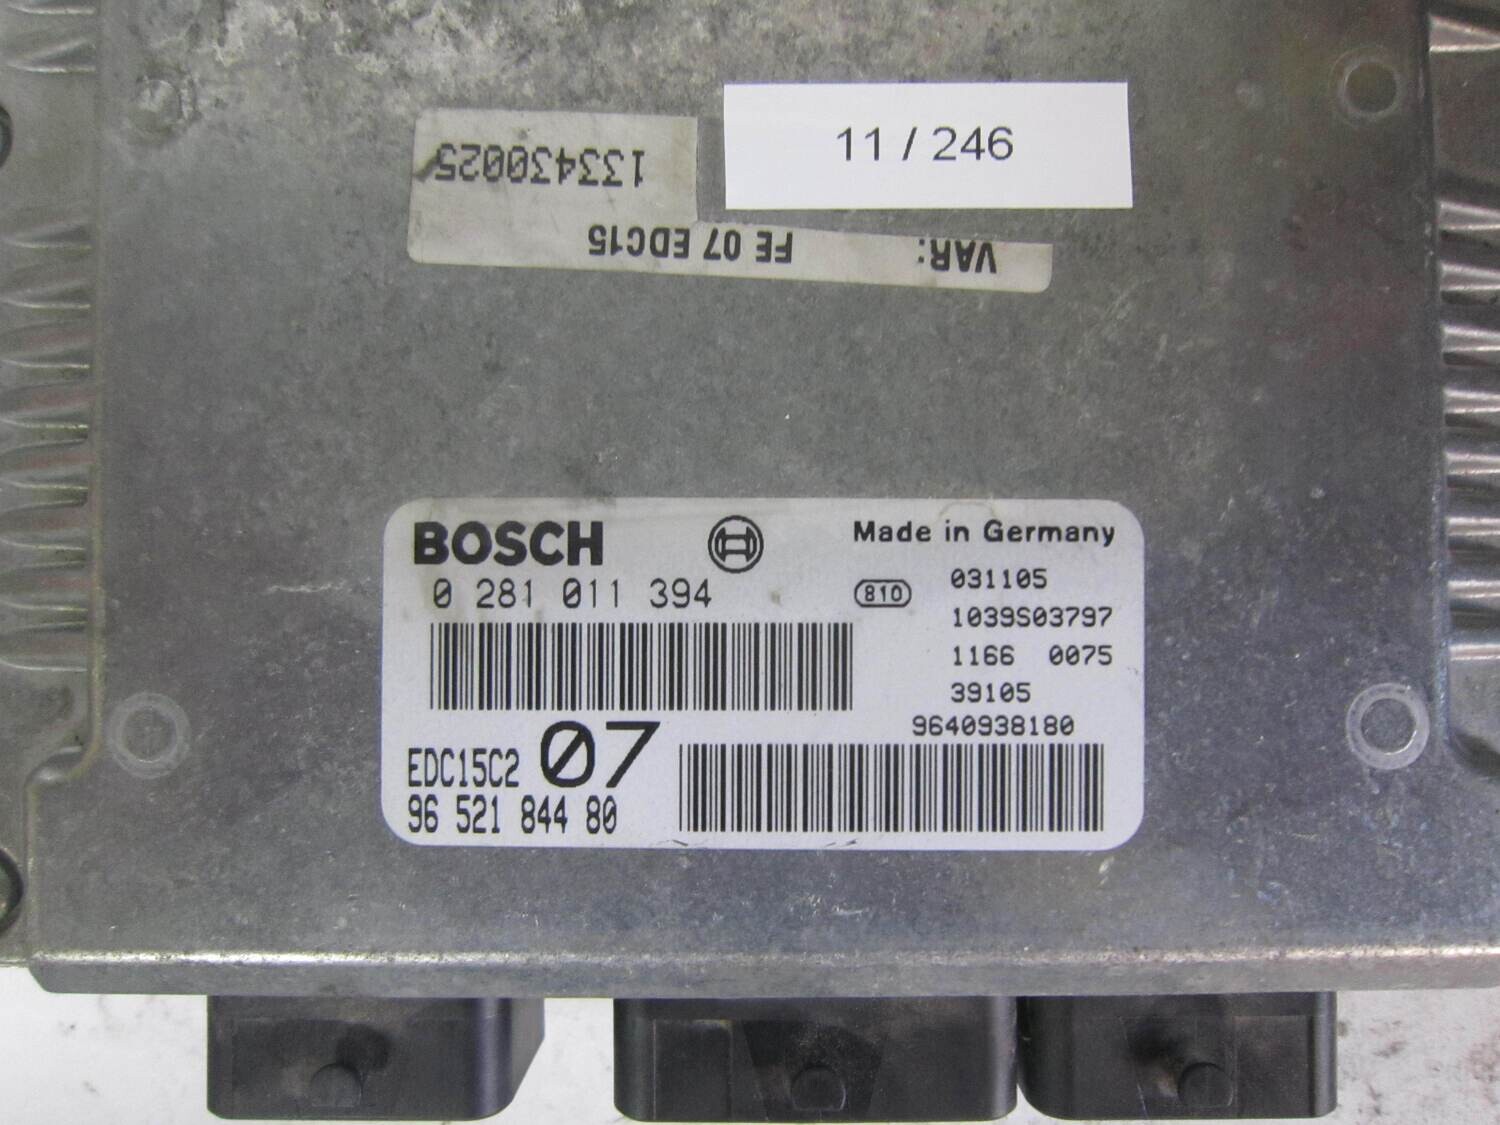 11 / 246
133430025
VAR: FE 07 EDC15
BOSCH
Made in Germany
0 281 011 394
810
031105
1039S03797
1166 0075
39105
9640938180
EDC15C2 07
96 521 844 80